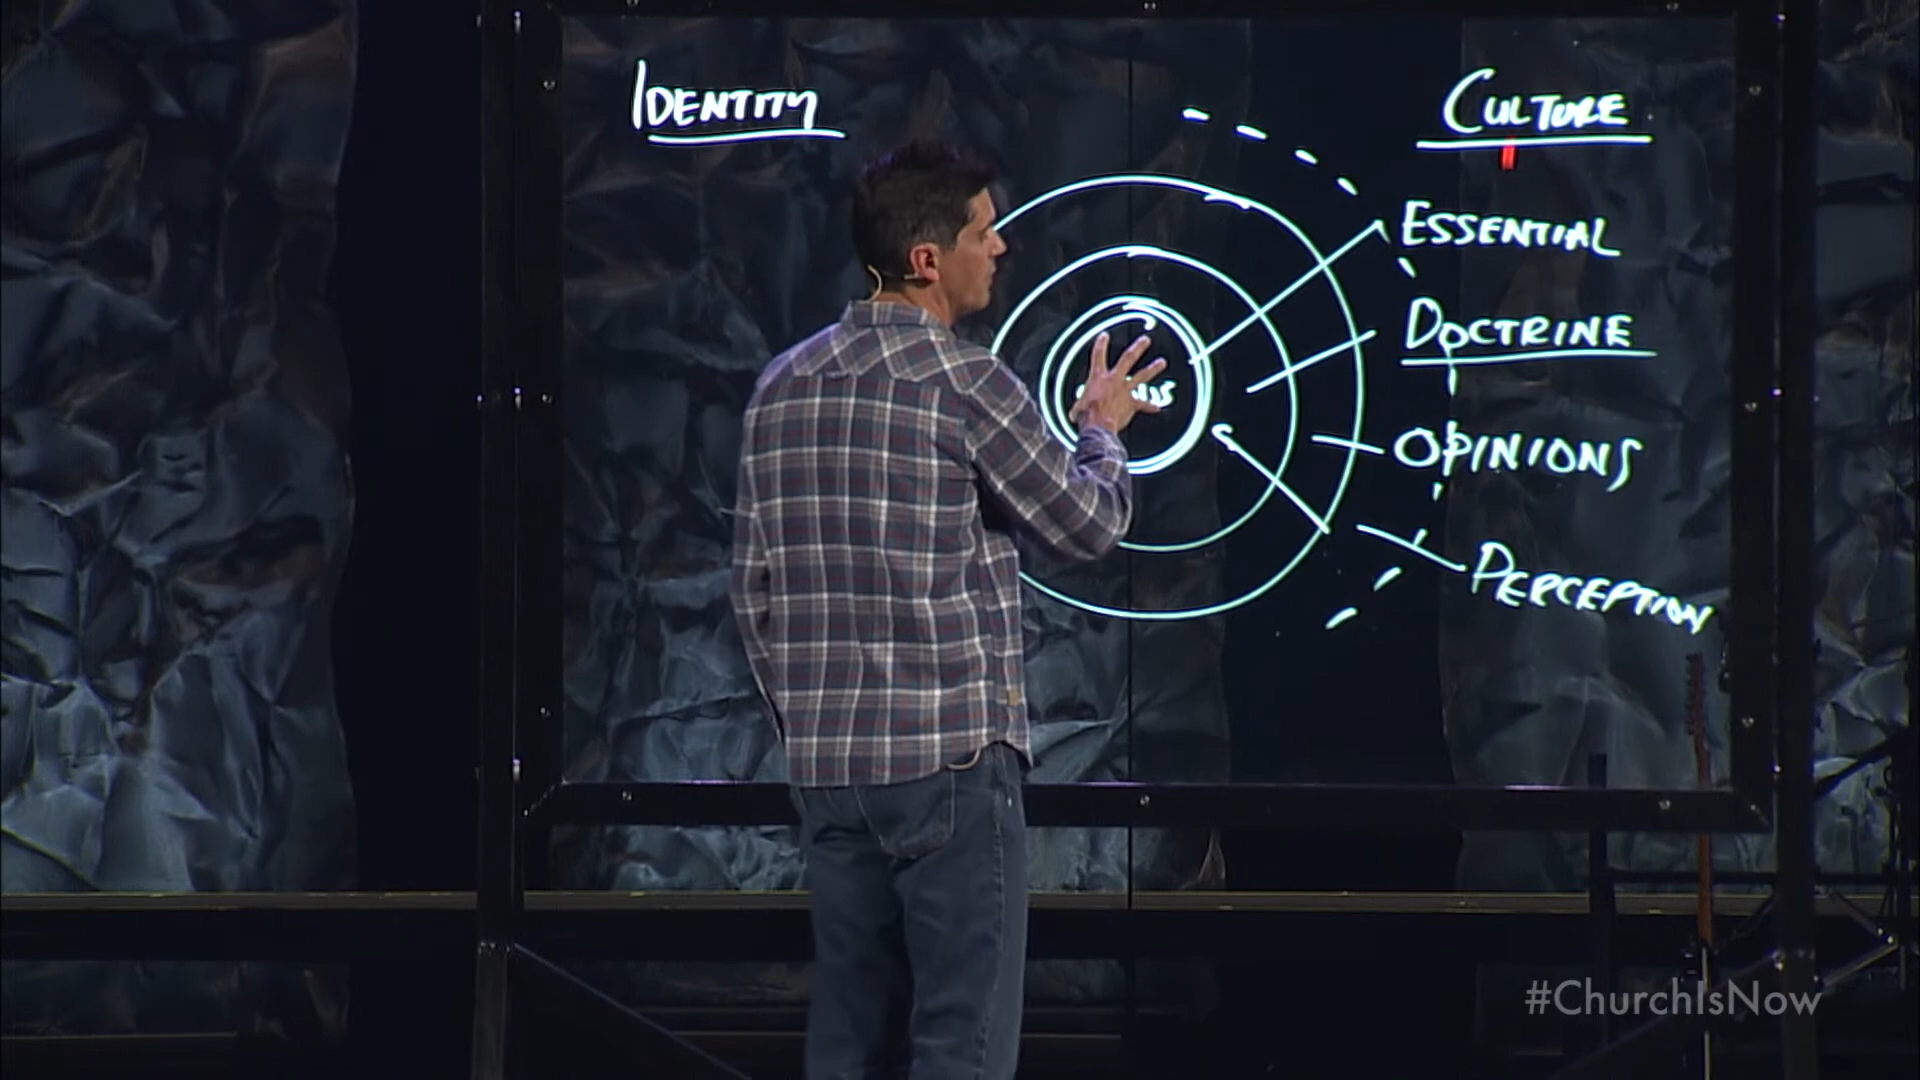 IDENTITY
CULTURE
ESSENTIAL
DOCTRINE
OPINIONS
PERCEPTION
#ChurchIsNow